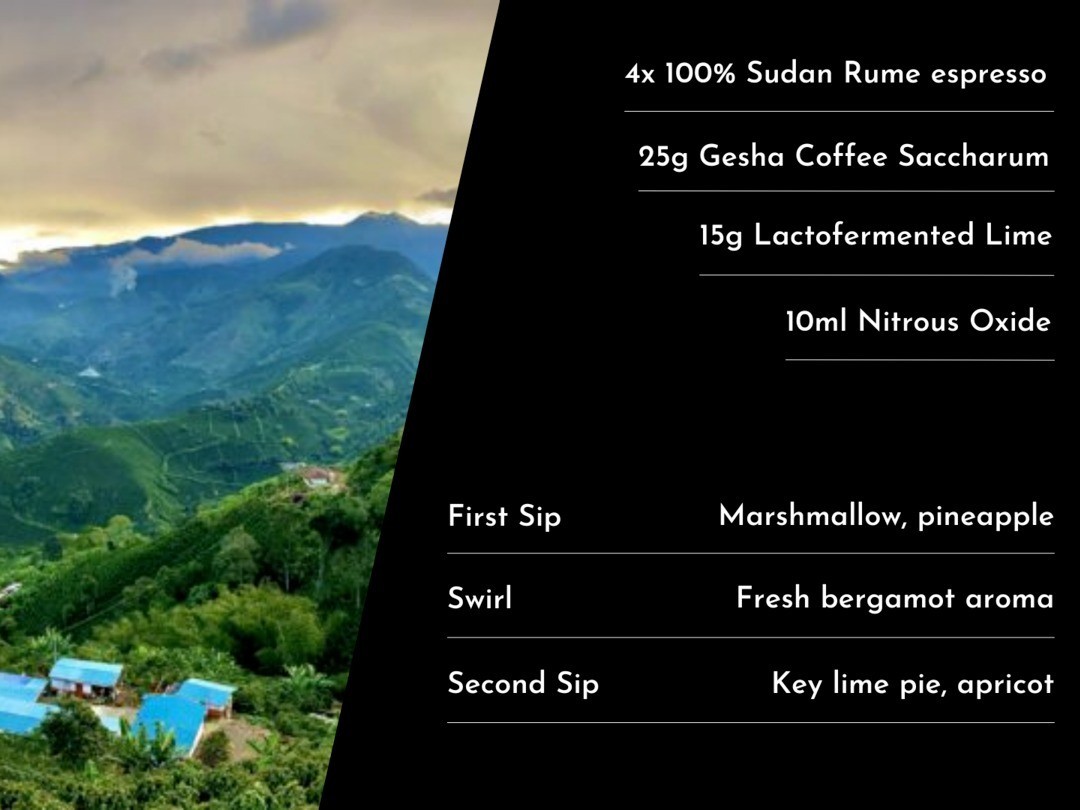 4x 100% Sudan Rume espresso
25g Gesha Coffee Saccharum
15g Lactofermented Lime
10ml Nitrous Oxide
First Sip Marshmallow, pineapple
Swirl Fresh bergamot aroma
Second Sip Key lime pie, apricot